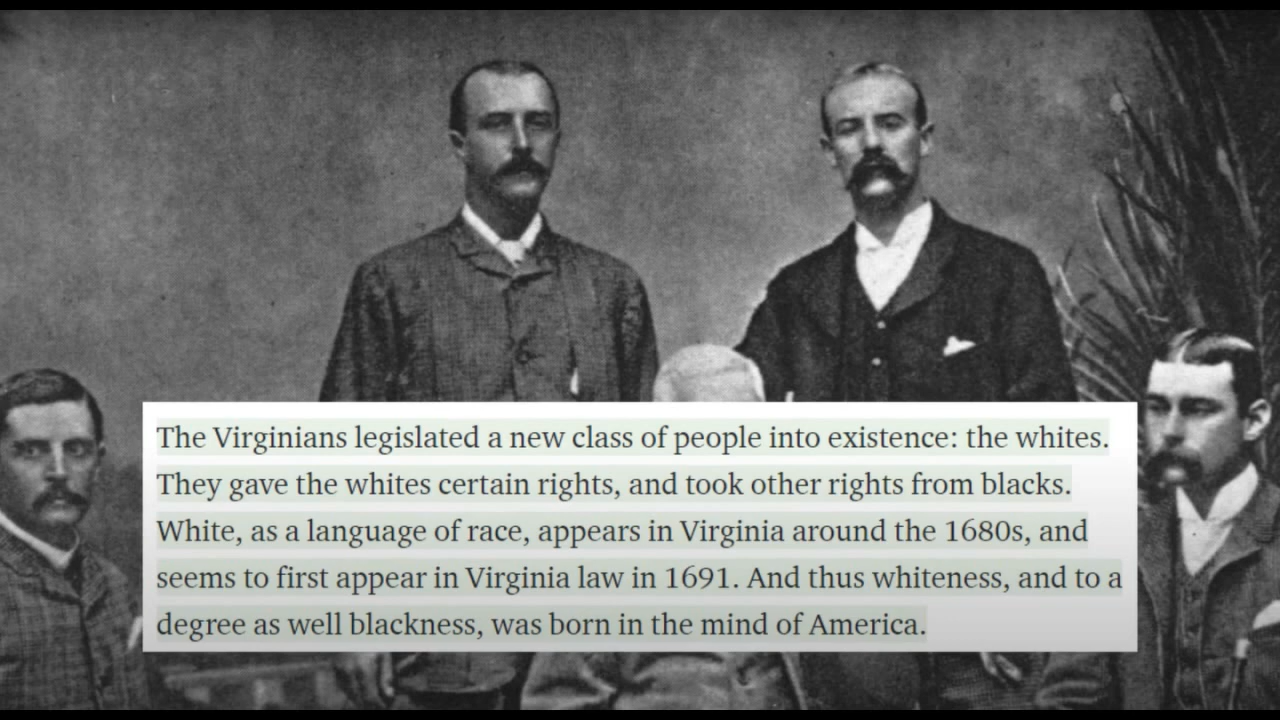 The Virginians legislated a new class of people into existence: the whites.
They gave the whites certain rights, and took other rights from blacks.
White, as a language of race, appears in Virginia around the 1680s, and
seems to first appear in Virginia law in 1691. And thus whiteness, and to a
degree as well blackness, was born in the mind of America.